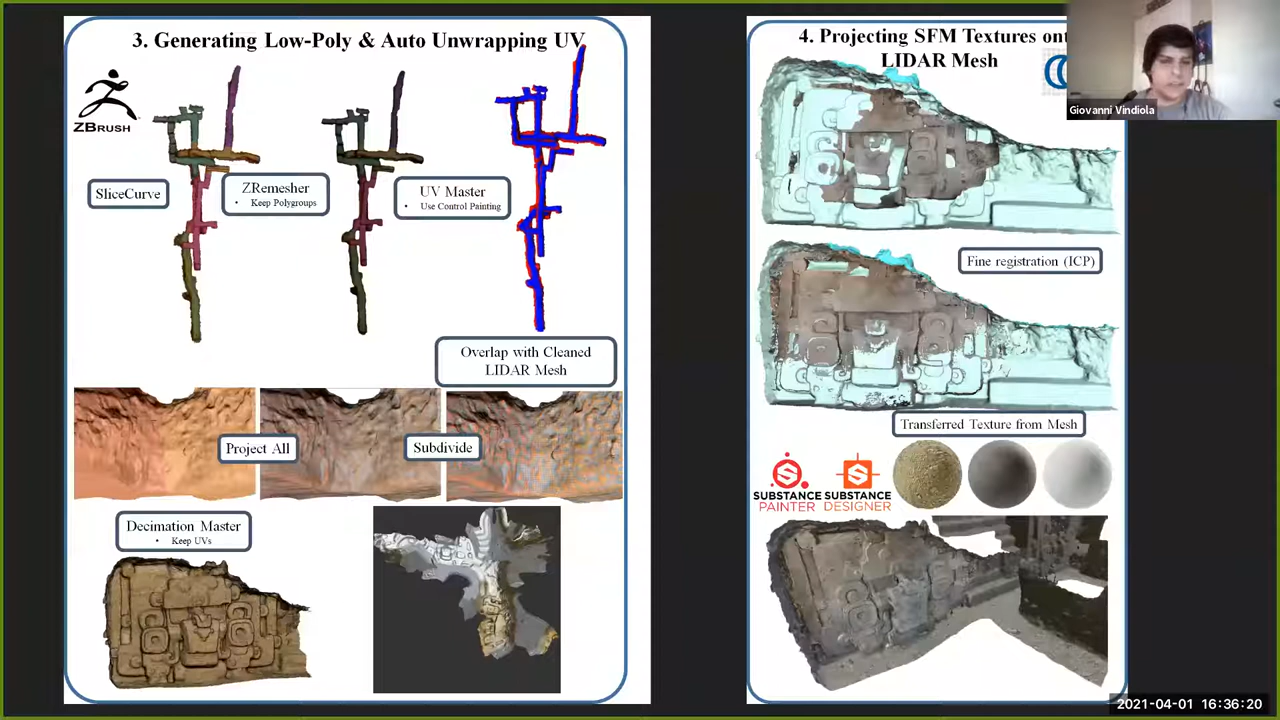 3. Generating Low-Poly & Auto Unwrapping UV
ZBRUSH
SliceCurve
ZRemesher
• Keep Polygroups
UV Master
• Use Control Painting
Overlap with Cleaned
LIDAR Mesh
Project All
Subdivide
Decimation Master
• Keep UVs
4. Projecting SFM Textures
LIDAR Mesh
Fine registration (ICP)
Transferred Texture from Mesh
SUBSTANCE
PAINTER
SUBSTANCE
DESIGNER
Giovanni Vindiola
2021-04-01 16:36:20